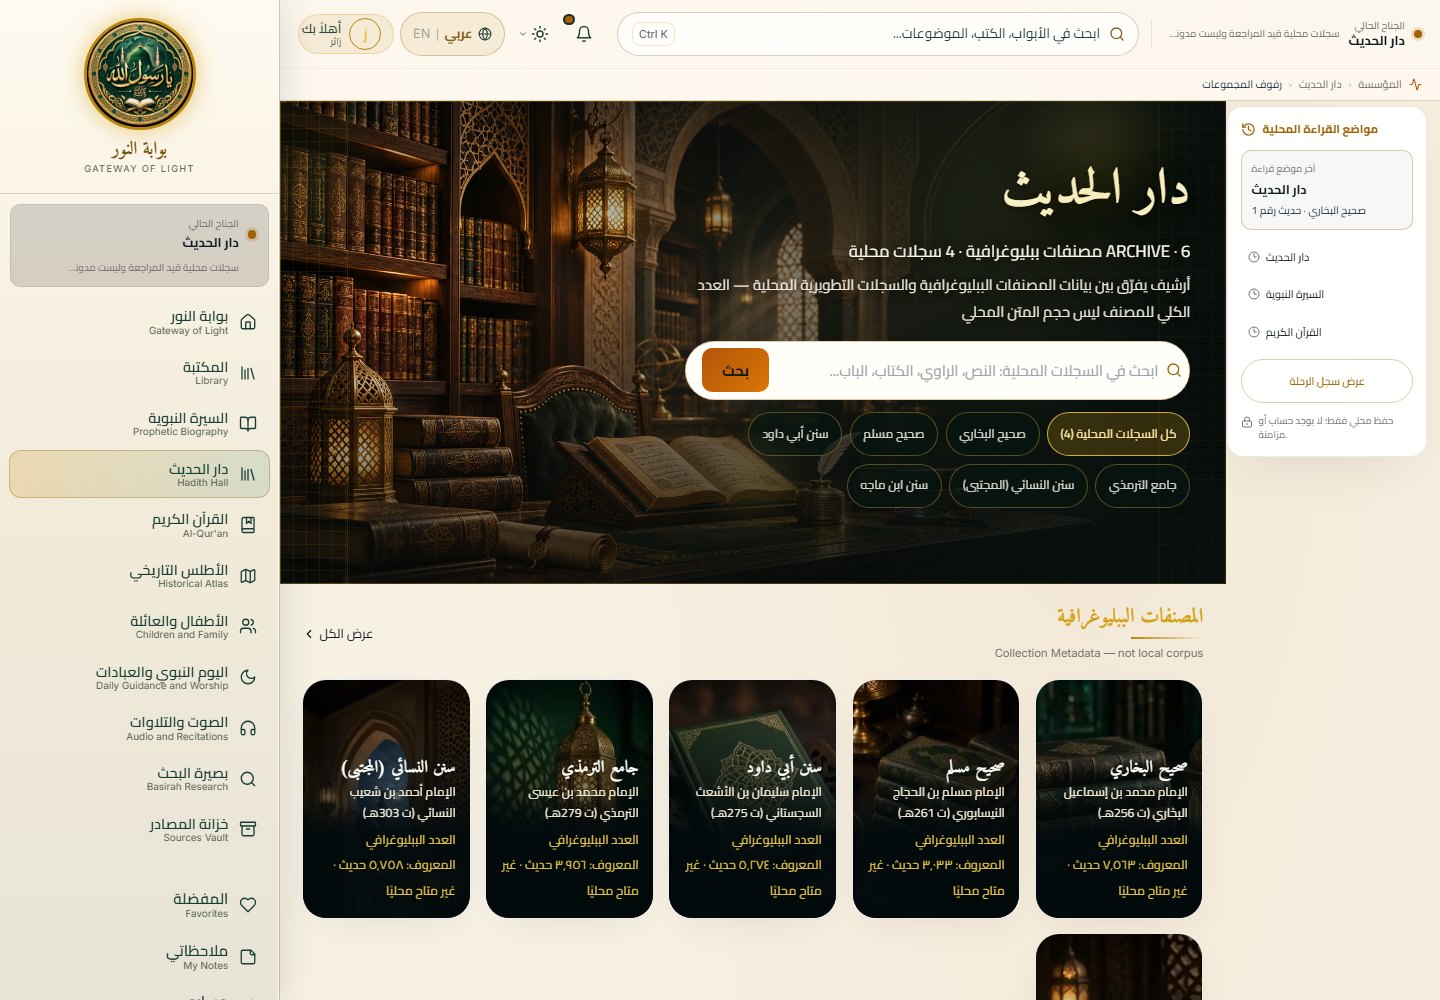 يا رسول الله
بوابة النور
GATEWAY OF LIGHT
الجناح الحالي
دار الحديث
سجلات محلية قيد المراجعة وليست مدونـ...
بوابة النور
Gateway of Light
المكتبة
Library
السيرة النبوية
Prophetic Biography
دار الحديث
Hadith Hall
القرآن الكريم
Al-Qur'an
الأطلس التاريخي
Historical Atlas
الأطفال والعائلة
Children and Family
اليوم النبوي والعبادات
Daily Guidance and Worship
الصوت والتلاوات
Audio and Recitations
بصيرة البحث
Basirah Research
خزانة المصادر
Sources Vault
المفضلة
Favorites
ملاحظاتي
My Notes
الجناح الحالي
دار الحديث
سجلات محلية قيد المراجعة وليست مدونـ...
ابحث في الأبواب، الكتب، الموضوعات...
Ctrl K
عربي | EN
ز
أهلاً بك
زائر
المؤسسة › دار الحديث › رفوف المجموعات
مواضع القراءة المحلية
آخر موضع قراءة
دار الحديث
صحيح البخاري · حديث رقم 1
دار الحديث
السيرة النبوية
القرآن الكريم
عرض سجل الرحلة
حفظ محلي فقط؛ لا يوجد حساب أو
مزامنة.
دار الحديث
ARCHIVE · 6 مصنفات ببليوغرافية · 4 سجلات محلية
أرشيف يفرّق بين بيانات المصنفات الببليوغرافية والسجلات التطويرية المحلية — العدد
الكلي للمصنف ليس حجم المتن المحلي
ابحث في السجلات المحلية: النص، الراوي، الكتاب، الباب...
بحث
كل السجلات المحلية (4)
صحيح البخاري
صحيح مسلم
سنن أبي داود
جامع الترمذي
سنن النسائي (المجتبى)
سنن ابن ماجه
المصنفات الببليوغرافية
Collection Metadata — not local corpus
عرض الكل
صحيح البخاري
الإمام محمد بن إسماعيل
البخاري (ت 256هـ)
العدد الببليوغرافي
المعروف: ٧,٥٦٣ حديث ·
غير متاح محليًا
صحيح مسلم
الإمام مسلم بن الحجاج
النيسابوري (ت 261هـ)
العدد الببليوغرافي
المعروف: ٣,٠٣٣ حديث · غير
متاح محليًا
سنن أبي داود
الإمام سليمان بن الأشعث
السجستاني (ت 275هـ)
العدد الببليوغرافي
المعروف: ٥,٢٧٤ حديث · غير
متاح محليًا
جامع الترمذي
الإمام محمد بن عيسى
الترمذي (ت 279هـ)
العدد الببليوغرافي
المعروف: ٣,٩٥٦ حديث · غير
متاح محليًا
سنن النسائي (المجتبى)
الإمام أحمد بن شعيب
النسائي (ت 303هـ)
العدد الببليوغرافي
المعروف: ٥,٧٥٨ حديث ·
غير متاح محليًا